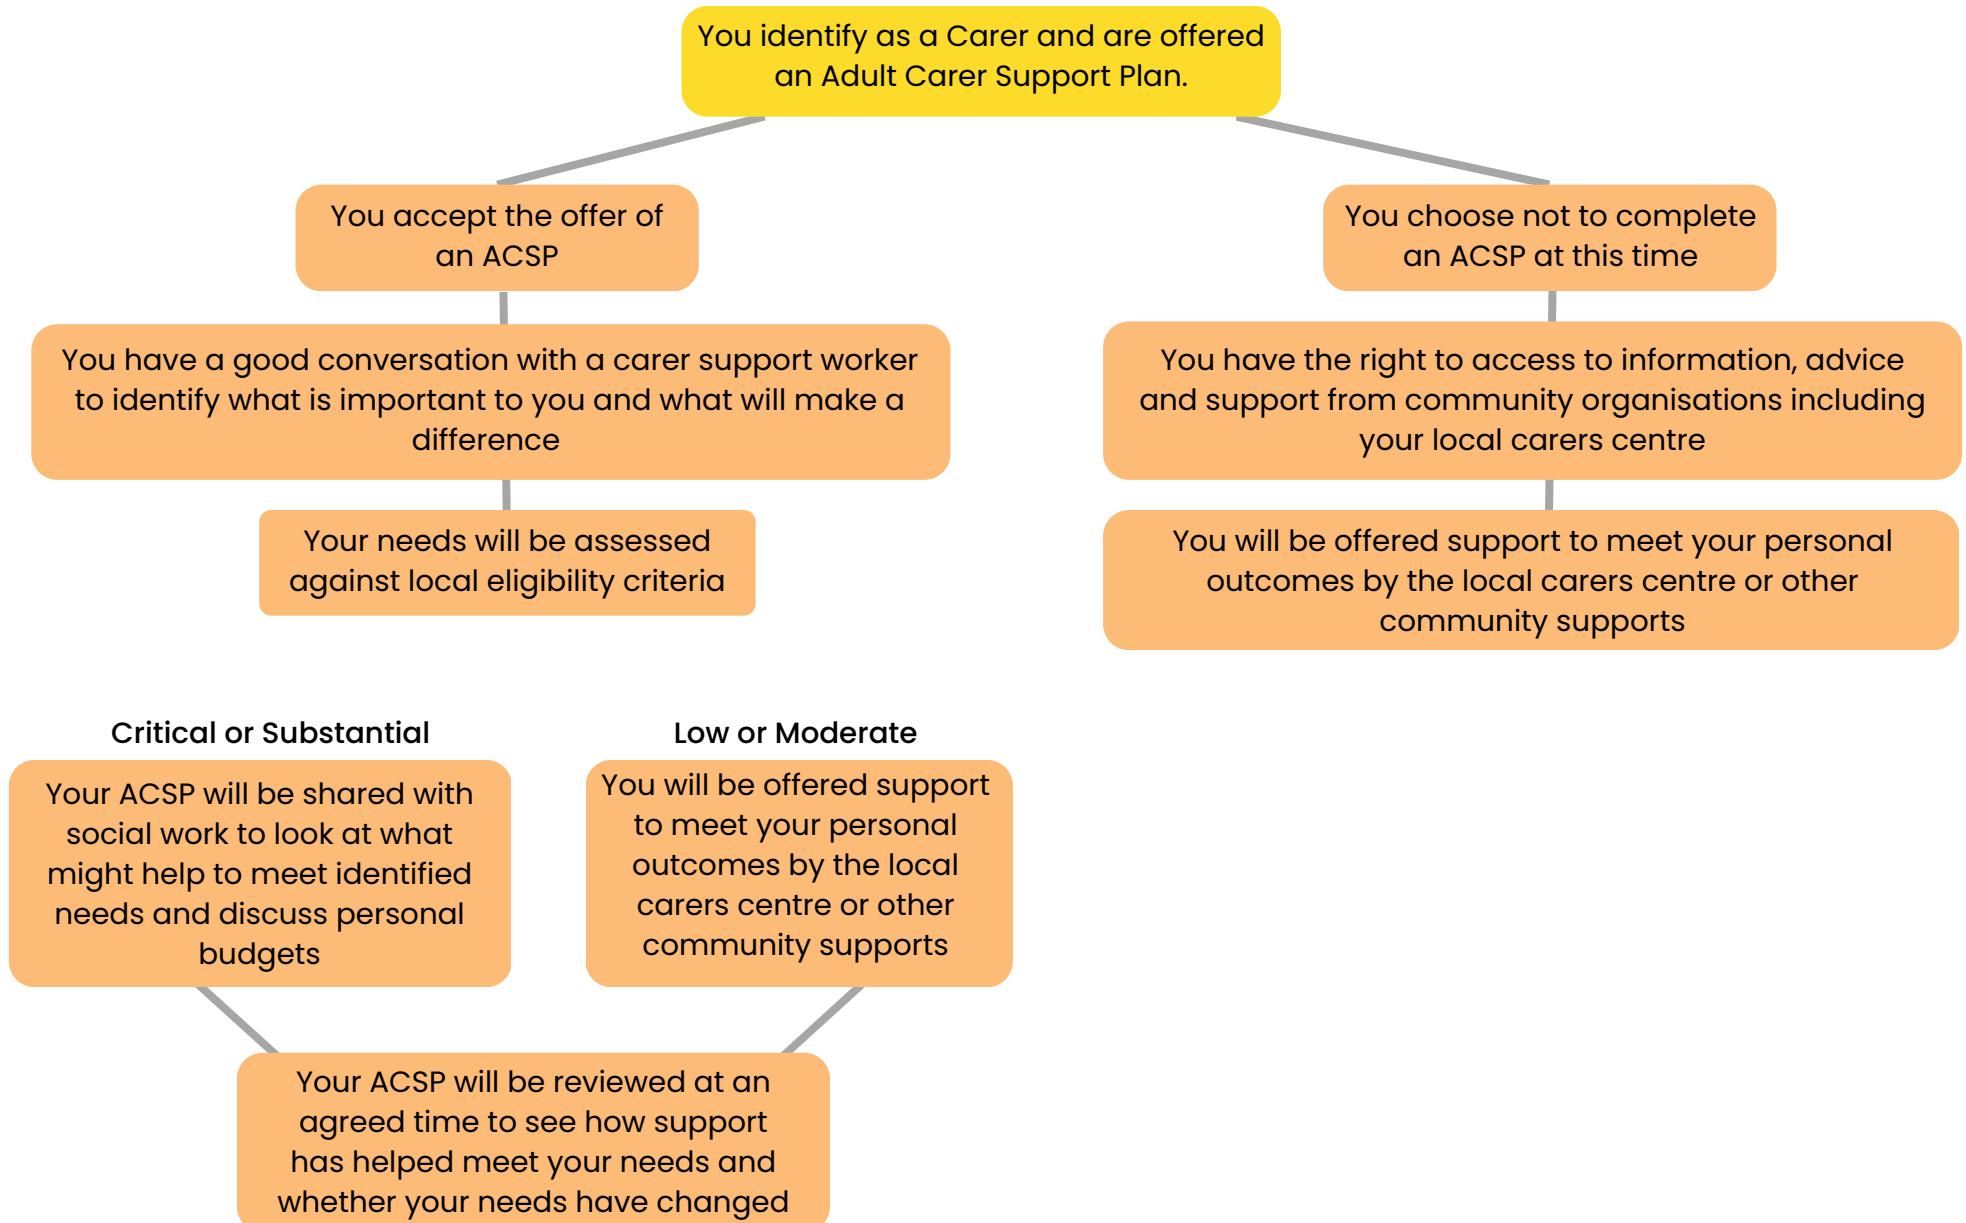 You identify as a Carer and are offered
an Adult Carer Support Plan.
You accept the offer of
an ACSP
You choose not to complete
an ACSP at this time
You have a good conversation with a carer support worker
to identify what is important to you and what will make a
difference
You have the right to access to information, advice
and support from community organisations including
your local carers centre
Your needs will be assessed
against local eligibility criteria
You will be offered support to meet your personal
outcomes by the local carers centre or other
community supports
Critical or Substantial
Your ACSP will be shared with
social work to look at what
might help to meet identified
needs and discuss personal
budgets
Low or Moderate
You will be offered support
to meet your personal
outcomes by the local
carers centre or other
community supports
Your ACSP will be reviewed at an
agreed time to see how support
has helped meet your needs and
whether your needs have changed